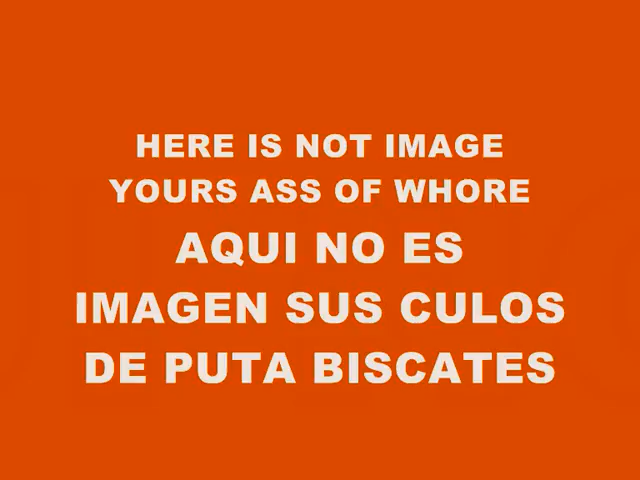 HERE IS NOT IMAGE
YOURS ASS OF WHORE
AQUI NO ES
IMAGEN SUS CULOS
DE PUTA BISCATES